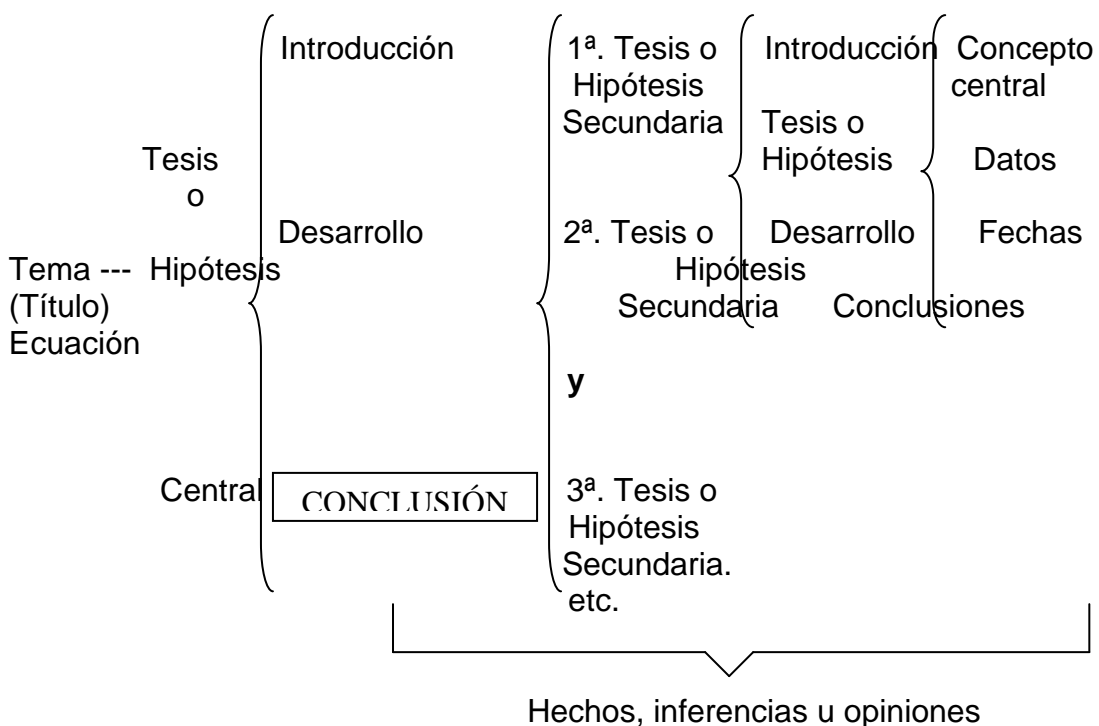 Introducción
1ª. Tesis o
Hipótesis
Secundaria
Introducción
Concepto
central
Tesis
o
Tesis o
Hipótesis
Datos
Desarrollo
2ª. Tesis o
Hipótesis
Secundaria
Desarrollo
Fechas
Tema --- Hipótesis
(Título)
Ecuación
Conclusiones
y
Central
CONCLUSIÓN
3ª. Tesis o
Hipótesis
Secundaria.
etc.
Hechos, inferencias u opiniones